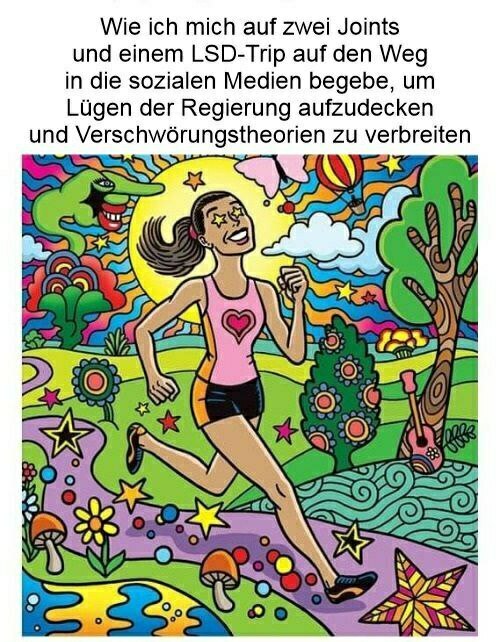 Wie ich mich auf zwei Joints
und einem LSD-Trip auf den Weg
in die sozialen Medien begebe, um
Lügen der Regierung aufzudecken
und Verschwörungstheorien zu verbreiten